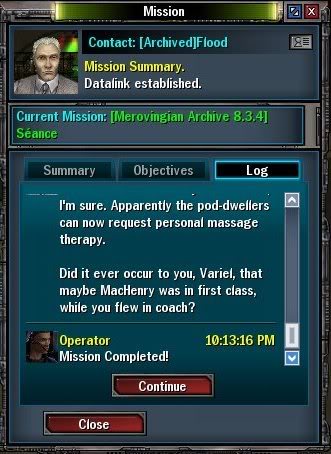 Mission
Contact: [Archived]Flood
Mission Summary.
Datalink established.
Current Mission: [Merovingian Archive 8.3.4]
Séance
Summary
Objectives
Log
I'm sure. Apparently the pod-dwellers
can now request personal massage
therapy.
Did it ever occur to you, Variel, that
maybe MacHenry was in first class,
while you flew in coach?
Operator 10:13:16 PM
Mission Completed!
Continue
Close